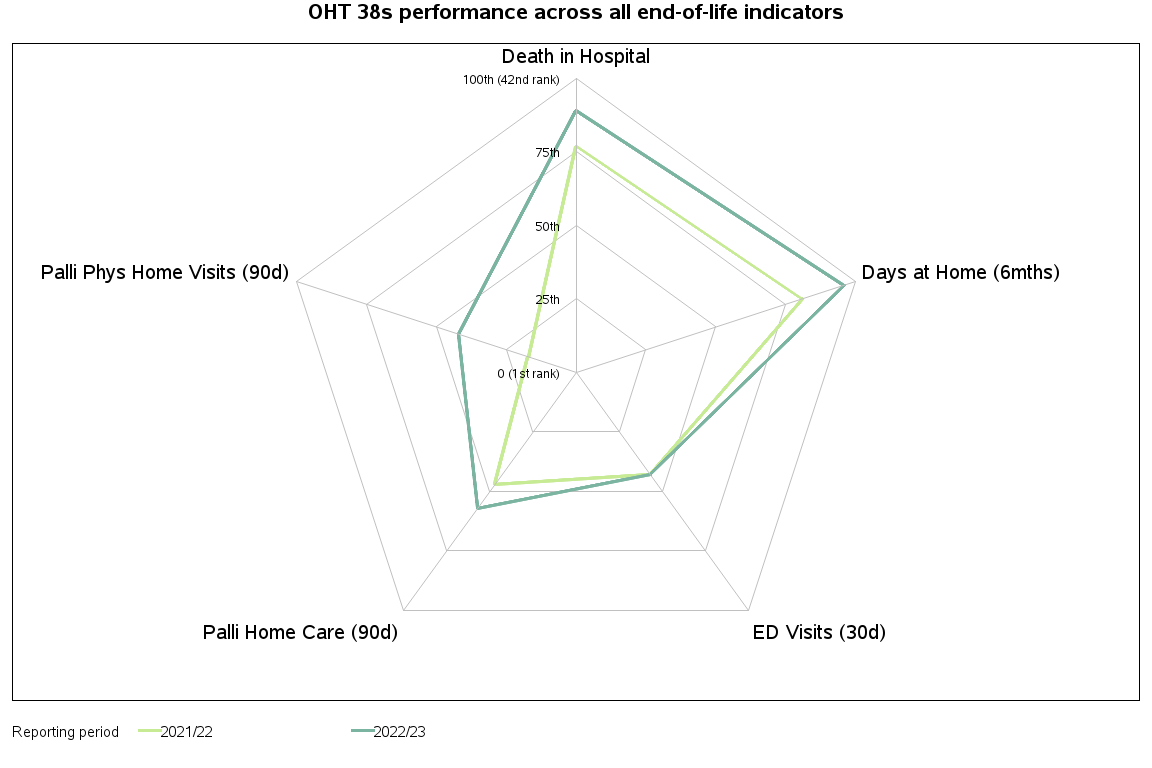 OHT 38s performance across all end-of-life indicators
Death in Hospital
100th (42nd rank)
75th
50th
25th
0 (1st rank)
Palli Phys Home Visits (90d)
Days at Home (6mths)
Palli Home Care (90d)
ED Visits (30d)
Reporting period 2021/22 2022/23